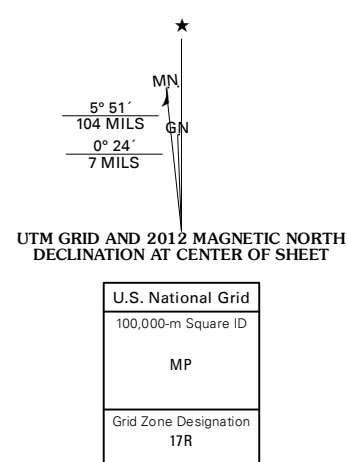 ★
MN.
5° 51´
104 MILS
GN
0° 24´
7 MILS
UTM GRID AND 2012 MAGNETIC NORTH
DECLINATION AT CENTER OF SHEET
U.S. National Grid
100,000-m Square ID
MP
Grid Zone Designation
17R